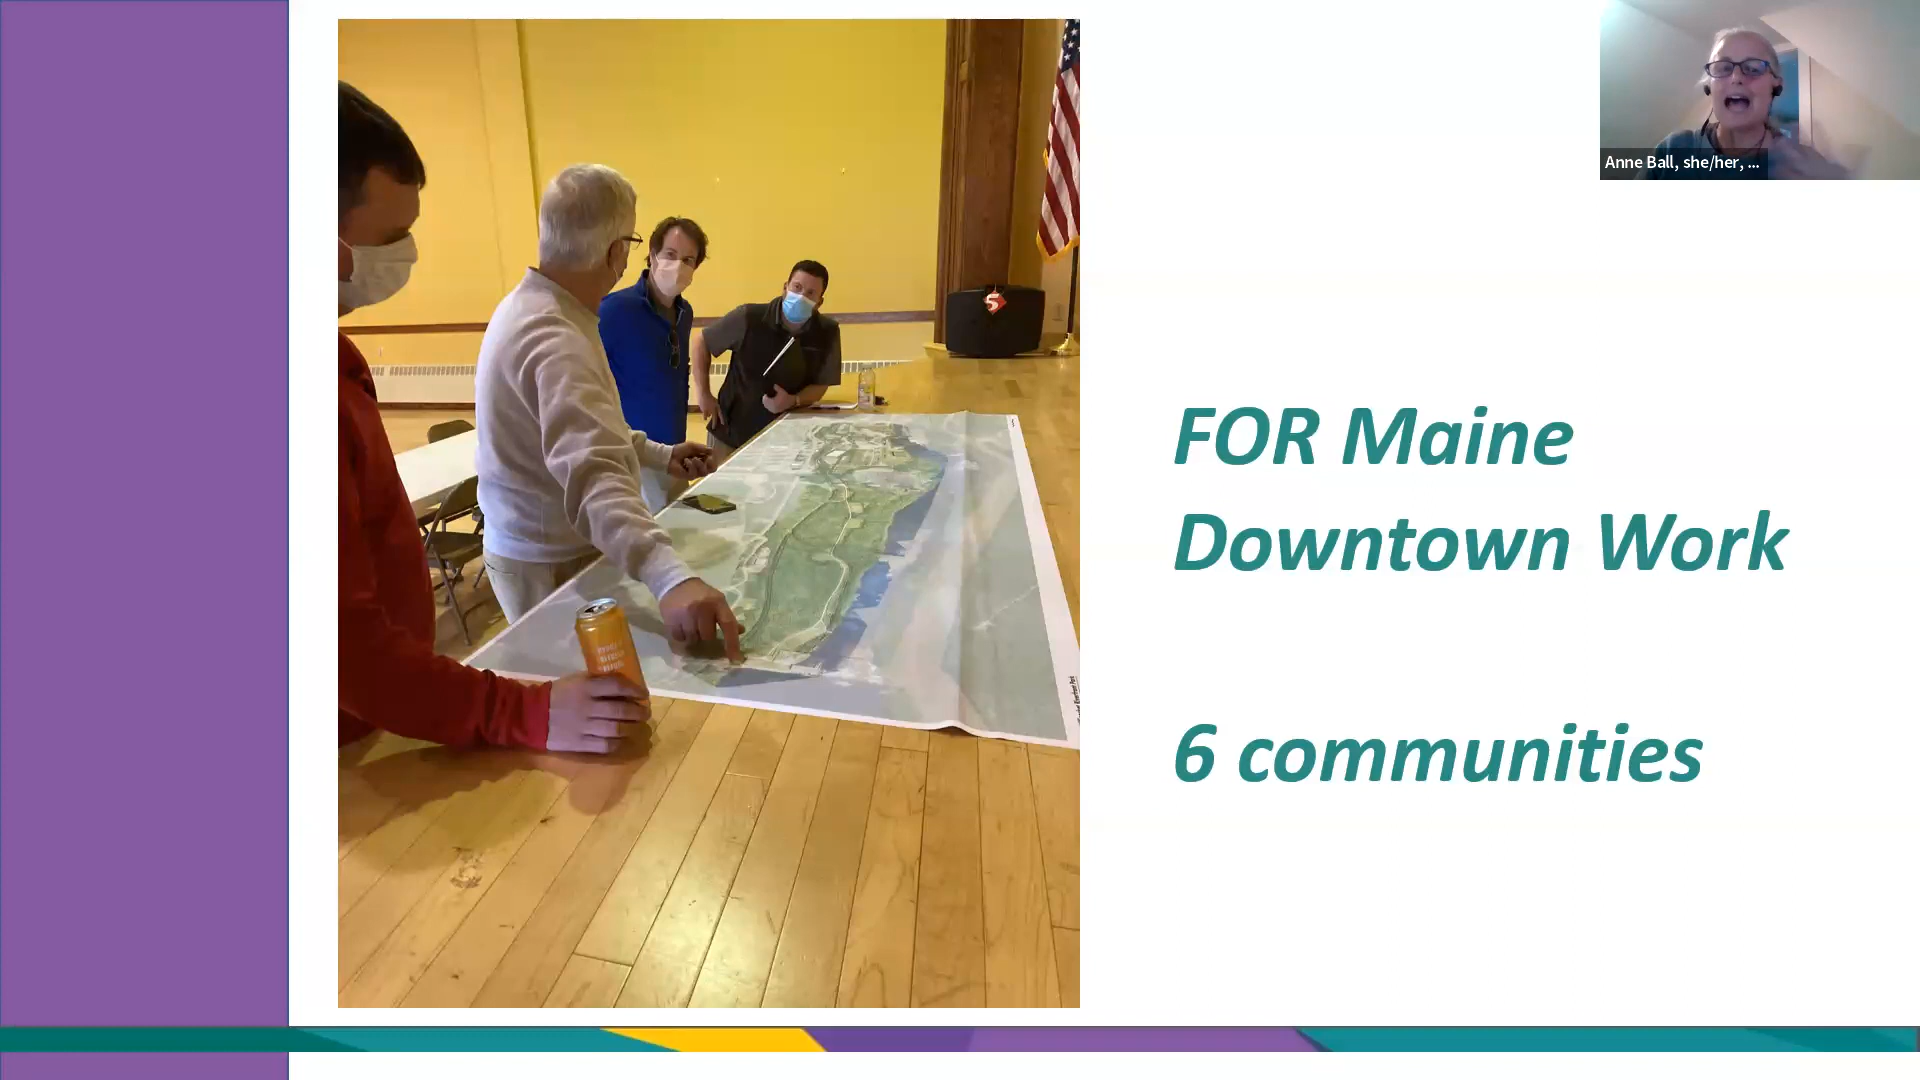 Anne Ball, she/her, ...
S
FOR Maine
Downtown Work
6 communities